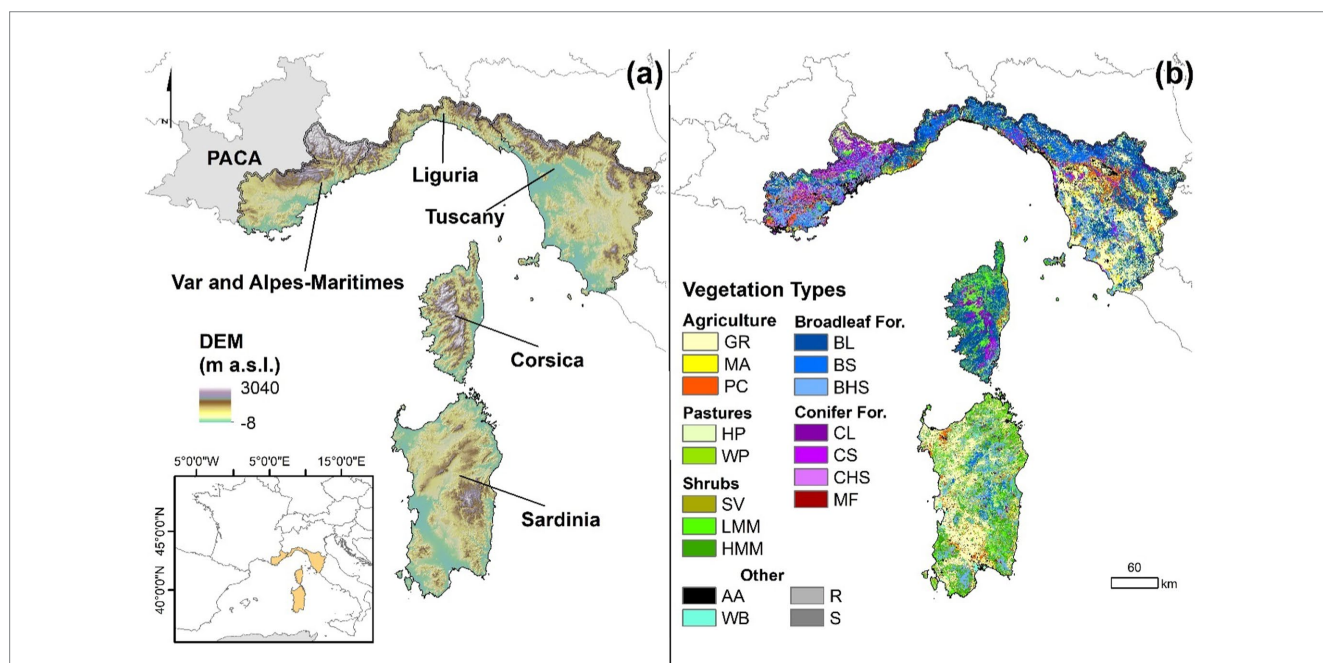 (a)
N
PACA
Liguria
Tuscany
Var and Alpes-Maritimes
Corsica
Sardinia
DEM
(m a.s.l.)
3040
-8
5°0'0"W 5°0'0"E 15°0'0"E
45°0'0"N
40°0'0"N
(b)
Vegetation Types
Agriculture
GR
MA
PC
Pastures
HP
WP
Shrubs
SV
LMM
HMM
Broadleaf For.
BL
BS
BHS
Conifer For.
CL
CS
CHS
MF
Other
AA
WB
R
S
60
km